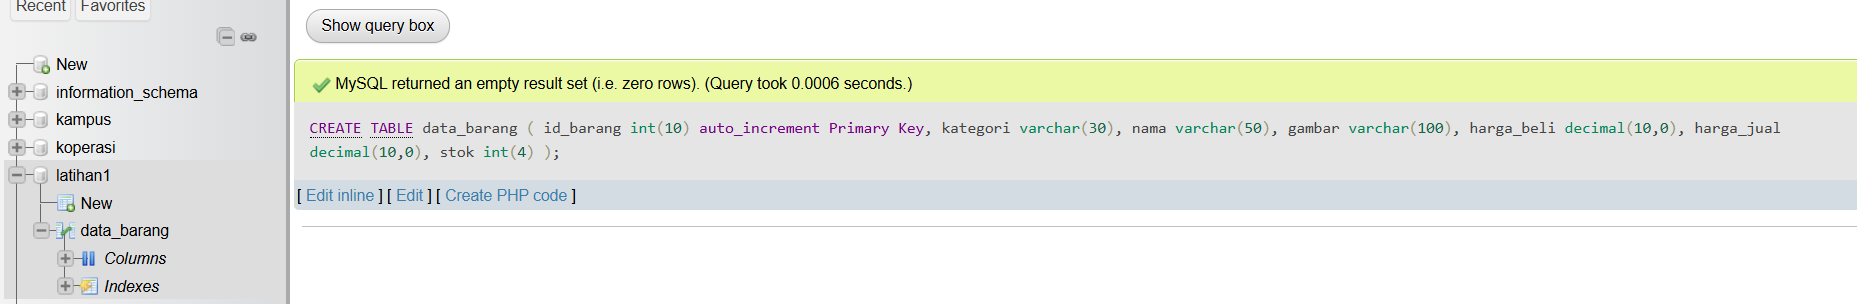 Recent Favorites
New
information_schema
kampus
koperasi
latihan1
New
data_barang
Columns
Indexes
Show query box
MySQL returned an empty result set (i.e. zero rows). (Query took 0.0006 seconds.)
CREATE TABLE data_barang ( id_barang int(10) auto_increment Primary Key, kategori varchar(30), nama varchar(50), gambar varchar(100), harga_beli decimal(10,0), harga_jual
decimal(10,0), stok int(4) );
[ Edit inline ] [ Edit ] [ Create PHP code ]